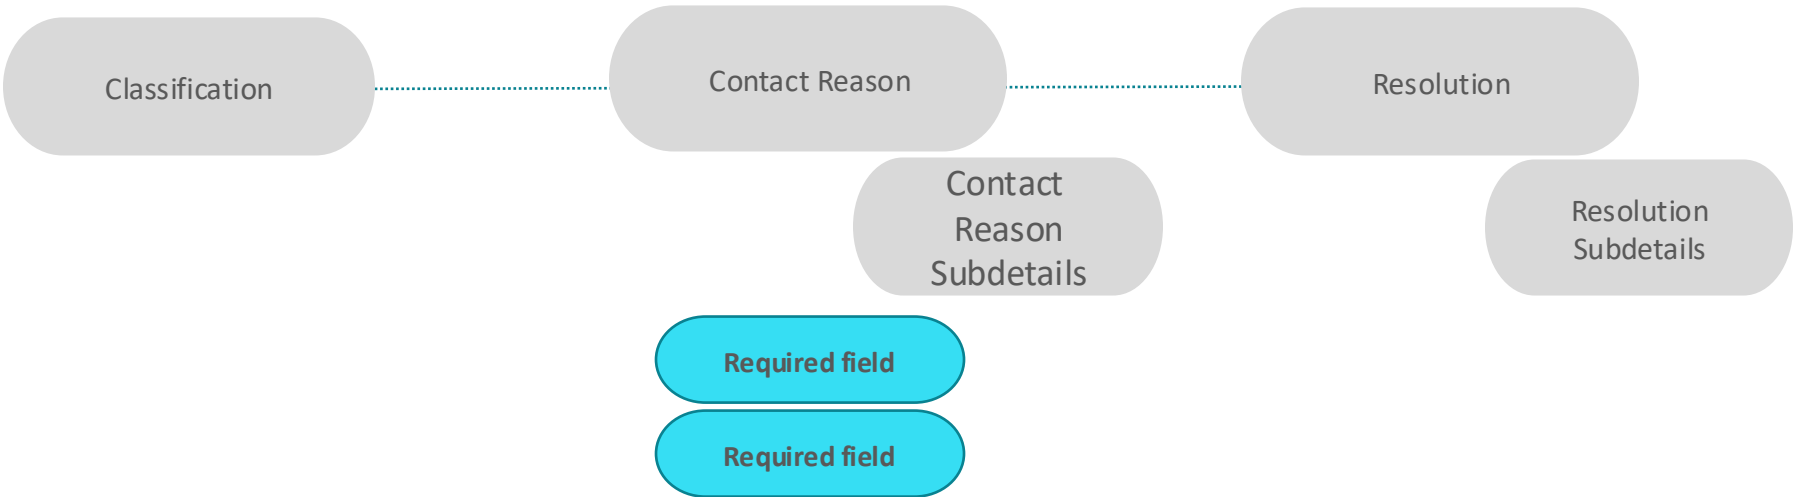 Classification
Contact Reason
Resolution
Contact
Reason
Subdetails
Resolution
Subdetails
Required field
Required field